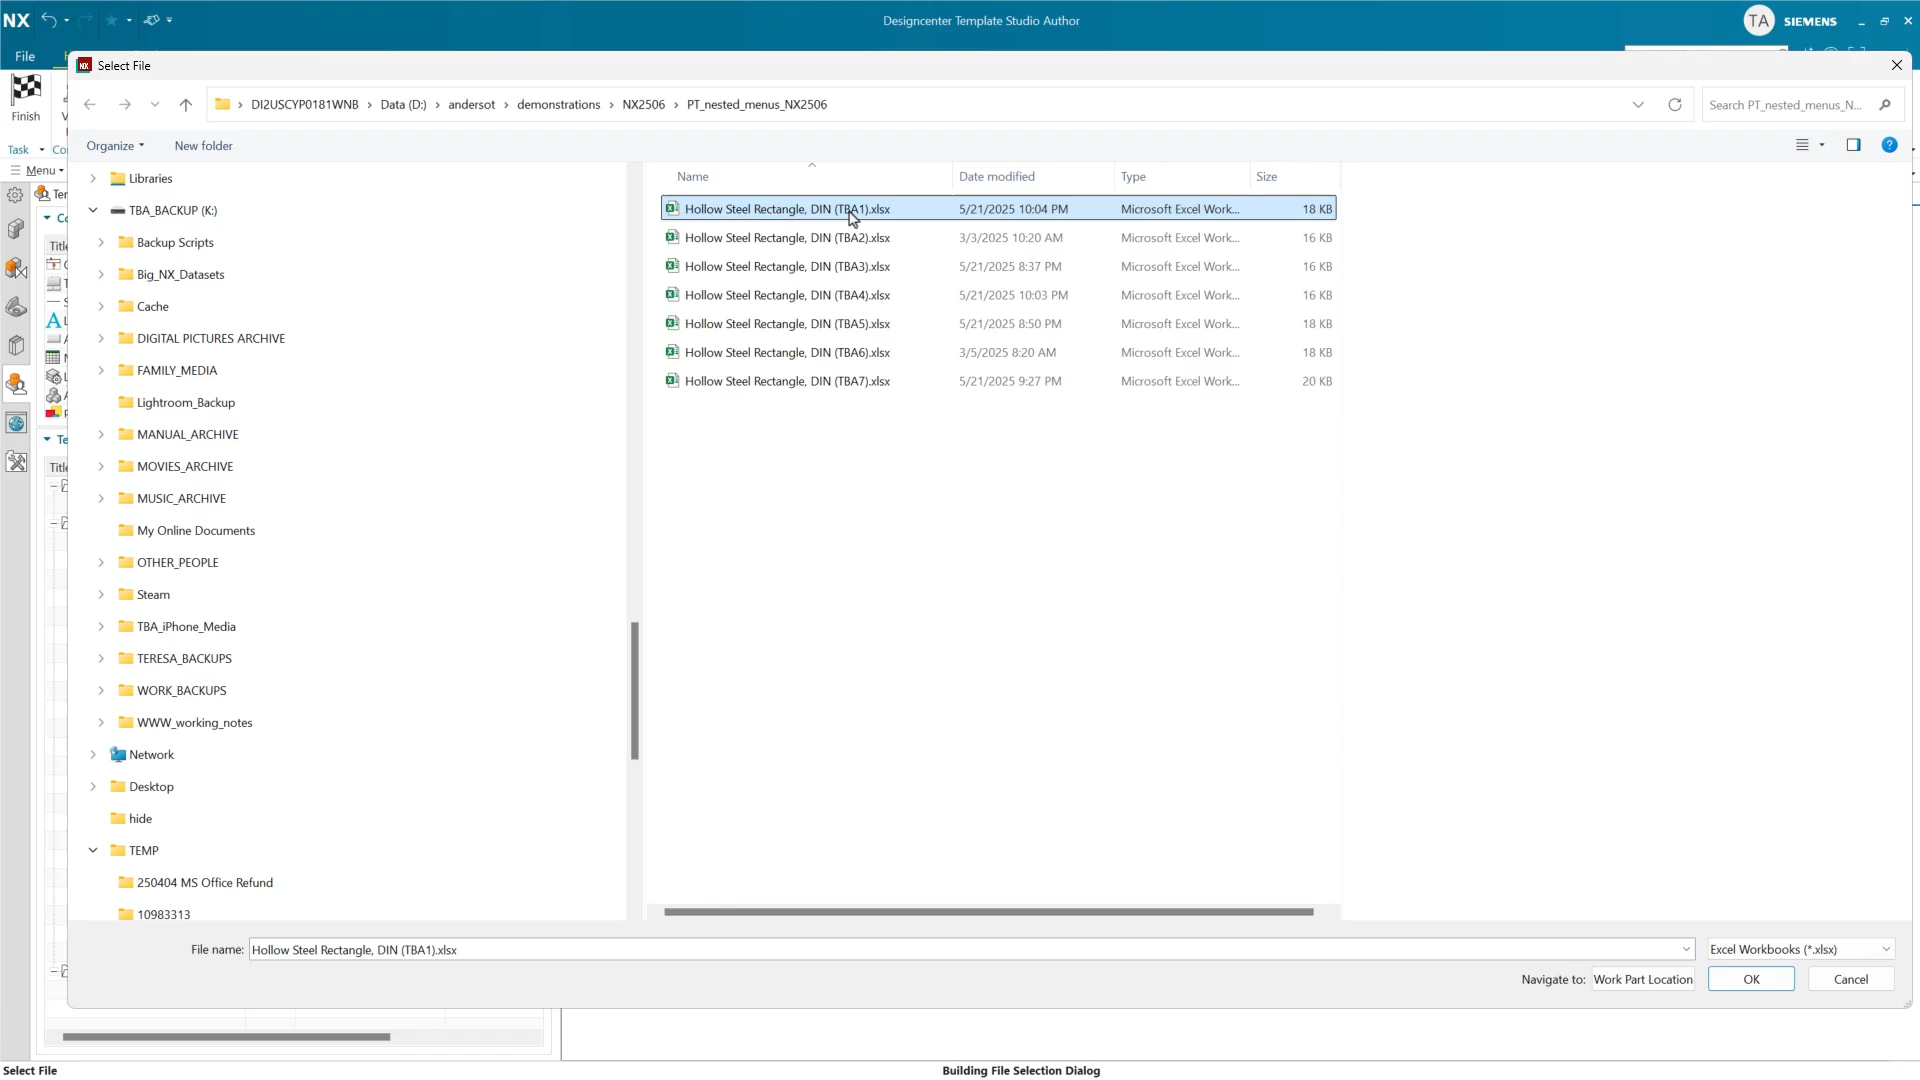 NX
Designcenter Template Studio Author
TA
SIEMENS
File
NX Select File
Finish
DI2USCYP0181WNB › Data (D:) › andersot › demonstrations › NX2506 › PT_nested_menus_NX2506
Search PT_nested_menus_N...
Organize
New folder
Task
Menu
Libraries
TBA_BACKUP (K:)
Backup Scripts
Big_NX_Datasets
Cache
DIGITAL PICTURES ARCHIVE
FAMILY_MEDIA
Lightroom_Backup
MANUAL_ARCHIVE
MOVIES_ARCHIVE
MUSIC_ARCHIVE
My Online Documents
OTHER_PEOPLE
Steam
TBA_iPhone_Media
TERESA_BACKUPS
WORK_BACKUPS
WWW_working_notes
Network
Desktop
hide
TEMP
250404 MS Office Refund
10983313
Name Date modified Type Size
Hollow Steel Rectangle, DIN (TBA1).xlsx 5/21/2025 10:04 PM Microsoft Excel Work... 18 KB
Hollow Steel Rectangle, DIN (TBA2).xlsx 3/3/2025 10:20 AM Microsoft Excel Work... 16 KB
Hollow Steel Rectangle, DIN (TBA3).xlsx 5/21/2025 8:37 PM Microsoft Excel Work... 16 KB
Hollow Steel Rectangle, DIN (TBA4).xlsx 5/21/2025 10:03 PM Microsoft Excel Work... 16 KB
Hollow Steel Rectangle, DIN (TBA5).xlsx 5/21/2025 8:50 PM Microsoft Excel Work... 18 KB
Hollow Steel Rectangle, DIN (TBA6).xlsx 3/5/2025 8:20 AM Microsoft Excel Work... 18 KB
Hollow Steel Rectangle, DIN (TBA7).xlsx 5/21/2025 9:27 PM Microsoft Excel Work... 20 KB
File name: Hollow Steel Rectangle, DIN (TBA1).xlsx
Excel Workbooks (*.xlsx)
Navigate to: Work Part Location
OK
Cancel
Select File
Building File Selection Dialog